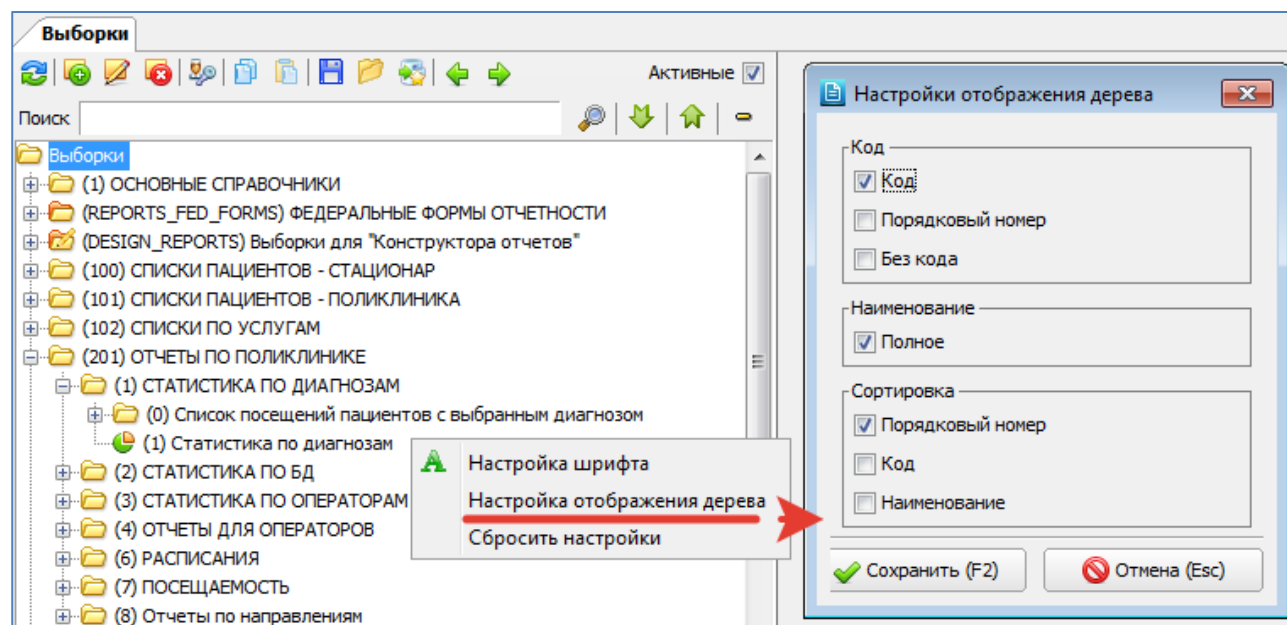 Выборки
Активные
Поиск
Выборки
(1) ОСНОВНЫЕ СПРАВОЧНИКИ
(REPORTS_FED_FORMS) ФЕДЕРАЛЬНЫЕ ФОРМЫ ОТЧЕТНОСТИ
(DESIGN_REPORTS) Выборки для "Конструктора отчетов"
(100) СПИСКИ ПАЦИЕНТОВ - СТАЦИОНАР
(101) СПИСКИ ПАЦИЕНТОВ - ПОЛИКЛИНИКА
(102) СПИСКИ ПО УСЛУГАМ
(201) ОТЧЕТЫ ПО ПОЛИКЛИНИКЕ
(1) СТАТИСТИКА ПО ДИАГНОЗАМ
(0) Список посещений пациентов с выбранным диагнозом
(1) Статистика по диагнозам
(2) СТАТИСТИКА ПО БД
(3) СТАТИСТИКА ПО ОПЕРАТОРАМ
(4) ОТЧЕТЫ ДЛЯ ОПЕРАТОРОВ
(6) РАСПИСАНИЯ
(7) ПОСЕЩАЕМОСТЬ
(8) Отчеты по направлениям
Настройка шрифта
Настройка отображения дерева
Сбросить настройки
Настройки отображения дерева
Код
Код
Порядковый номер
Без кода
Наименование
Полное
Сортировка
Порядковый номер
Код
Наименование
Сохранить (F2)
Отмена (Esc)